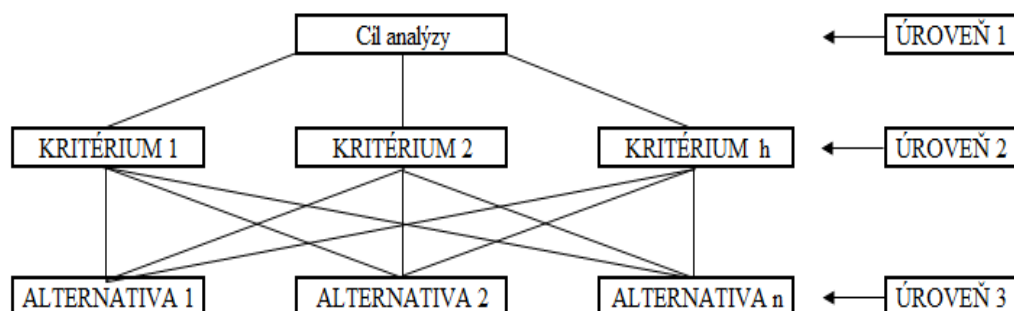 Cíl analýzy
ÚROVEŇ 1
KRITÉRIUM 1
KRITÉRIUM 2
KRITÉRIUM h
ÚROVEŇ 2
ALTERNATIVA 1
ALTERNATIVA 2
ALTERNATIVA n
ÚROVEŇ 3